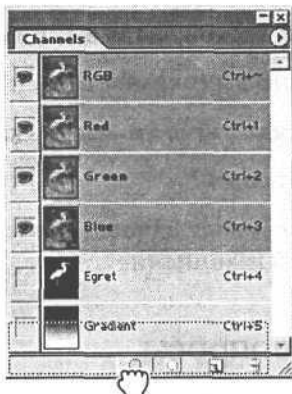 Channels
RGB Ctrl+~
Red Ctrl+1
Green Ctrl+2
Blue Ctrl+3
Egret Ctrl+4
Gradient Ctrl+5